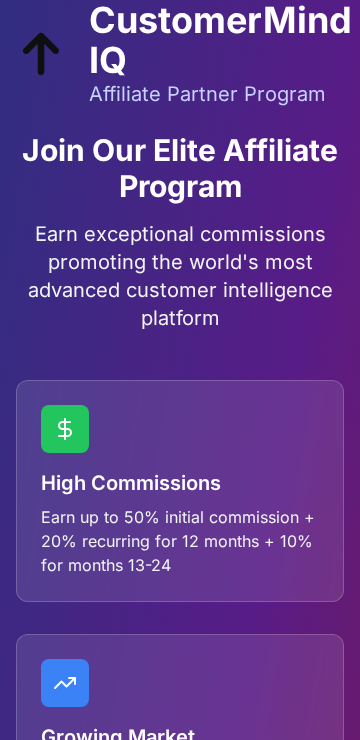 CustomerMind
IQ
Affiliate Partner Program
Join Our Elite Affiliate
Program
Earn exceptional commissions
promoting the world's most
advanced customer intelligence
platform
$
High Commissions
Earn up to 50% initial commission +
20% recurring for 12 months + 10%
for months 13-24
Growing Market